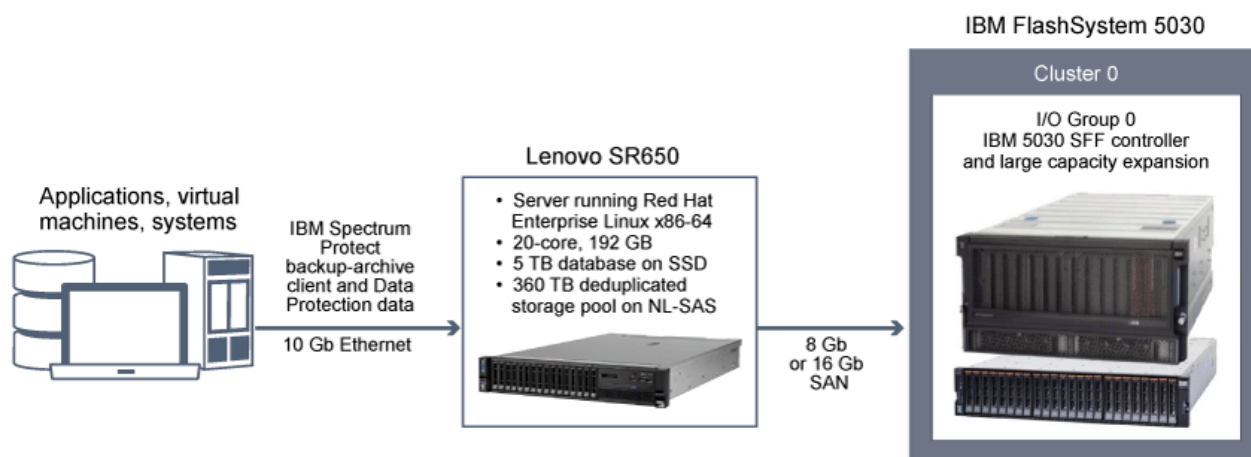 Applications, virtual
machines, systems
IBM Spectrum
Protect
backup-archive
client and Data
Protection data
10 Gb Ethernet
Lenovo SR650
• Server running Red Hat
Enterprise Linux x86-64
• 20-core, 192 GB
• 5 TB database on SSD
• 360 TB deduplicated
storage pool on NL-SAS
8 Gb
or 16 Gb
SAN
IBM FlashSystem 5030
Cluster 0
I/O Group 0
IBM 5030 SFF controller
and large capacity expansion